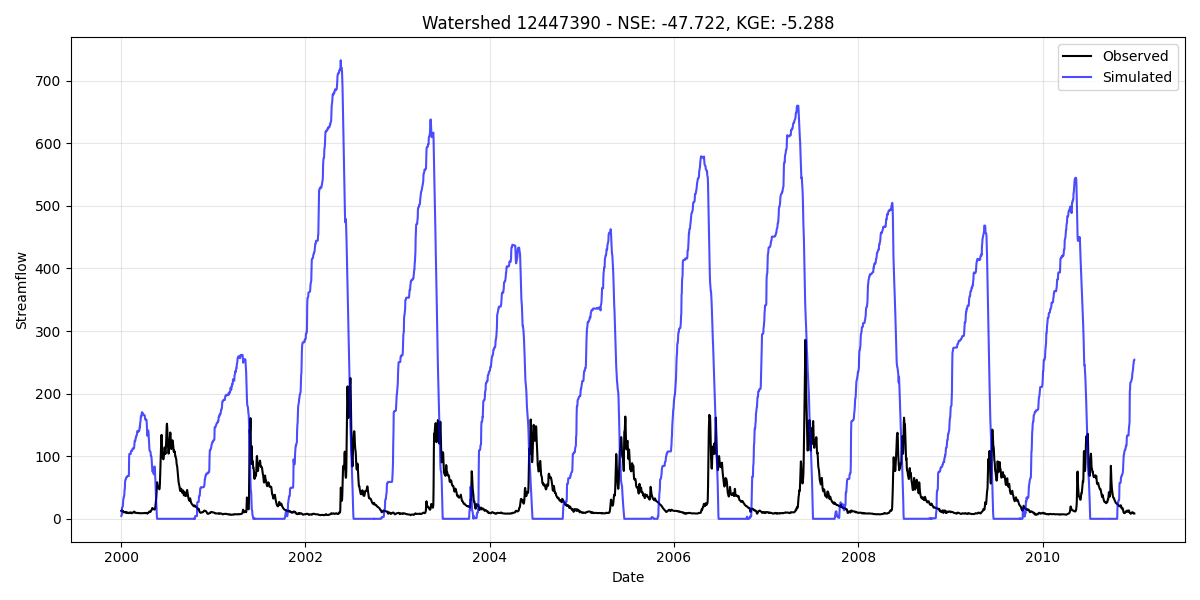 Watershed 12447390 - NSE: -47.722, KGE: -5.288
Observed
Simulated
Streamflow
700
600
500
400
300
200
100
0
2000 2002 2004 2006 2008 2010
Date